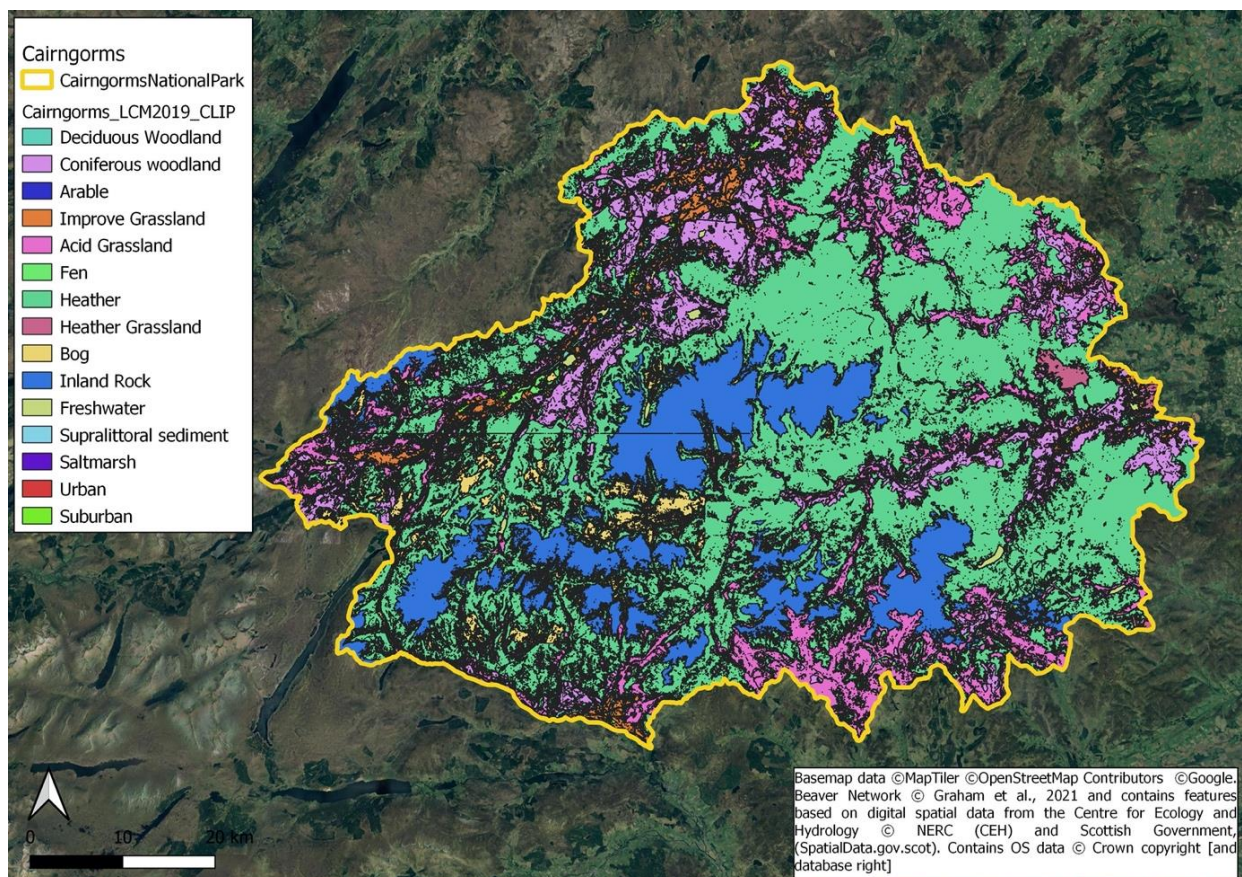 Cairngorms
CairngormsNationalPark
Cairngorms_LCM2019_CLIP
Deciduous Woodland
Coniferous woodland
Arable
Improve Grassland
Acid Grassland
Fen
Heather
Heather Grassland
Bog
Inland Rock
Freshwater
Supralittoral sediment
Saltmarsh
Urban
Suburban
0 10 20 km
Basemap data ©MapTiler ©OpenStreetMap Contributors ©Google.
Beaver Network © Graham et al., 2021 and contains features
based on digital spatial data from the Centre for Ecology and
Hydrology © NERC (CEH) and Scottish Government,
(SpatialData.gov.scot). Contains OS data © Crown copyright [and
database right]